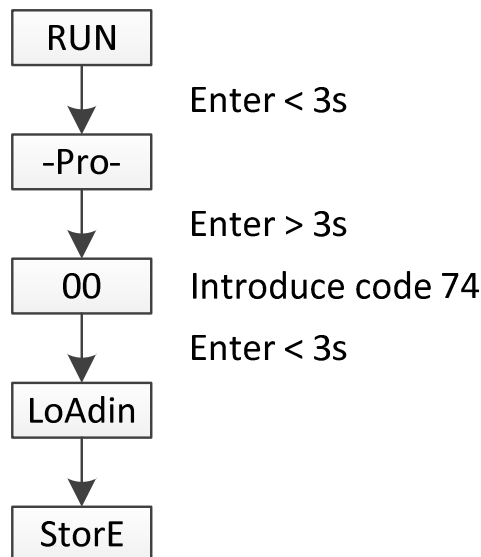 RUN
Enter < 3s
-Pro-
Enter > 3s
00 Introduce code 74
Enter < 3s
LoAdin
StorE